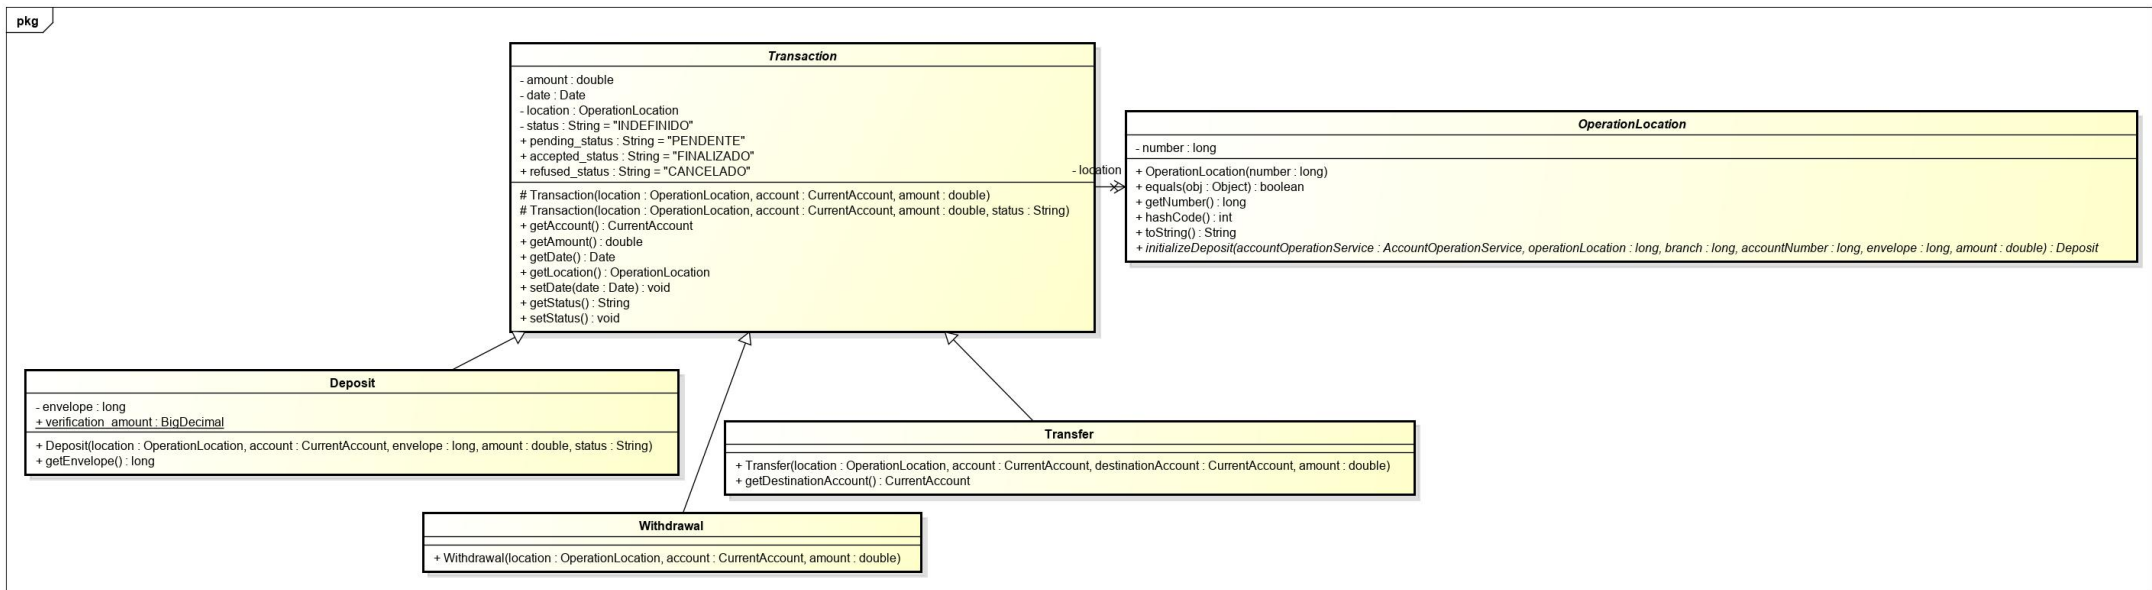 pkg
Transaction
- amount : double
- date : Date
- location : OperationLocation
- status : String = "INDEFINIDO"
+ pending_status : String = "PENDENTE"
+ accepted_status : String = "FINALIZADO"
+ refused_status : String = "CANCELADO"
# Transaction(location : OperationLocation, account : CurrentAccount, amount : double)
# Transaction(location : OperationLocation, account : CurrentAccount, amount : double, status : String)
+ getAccount() : CurrentAccount
+ getAmount() : double
+ getDate() : Date
+ getLocation() : OperationLocation
+ setDate(date : Date) : void
+ getStatus() : String
+ setStatus() : void
- location
OperationLocation
- number : long
+ OperationLocation(number : long)
+ equals(obj : Object) : boolean
+ getNumber() : long
+ hashCode() : int
+ toString() : String
+ initializeDeposit(accountOperationService : AccountOperationService, operationLocation : long, branch : long, accountNumber : long, envelope : long, amount : double) : Deposit
Deposit
- envelope : long
+ verification_amount : BigDecimal
+ Deposit(location : OperationLocation, account : CurrentAccount, envelope : long, amount : double, status : String)
+ getEnvelope() : long
Transfer
+ Transfer(location : OperationLocation, account : CurrentAccount, destinationAccount : CurrentAccount, amount : double)
+ getDestinationAccount() : CurrentAccount
Withdrawal
+ Withdrawal(location : OperationLocation, account : CurrentAccount, amount : double)